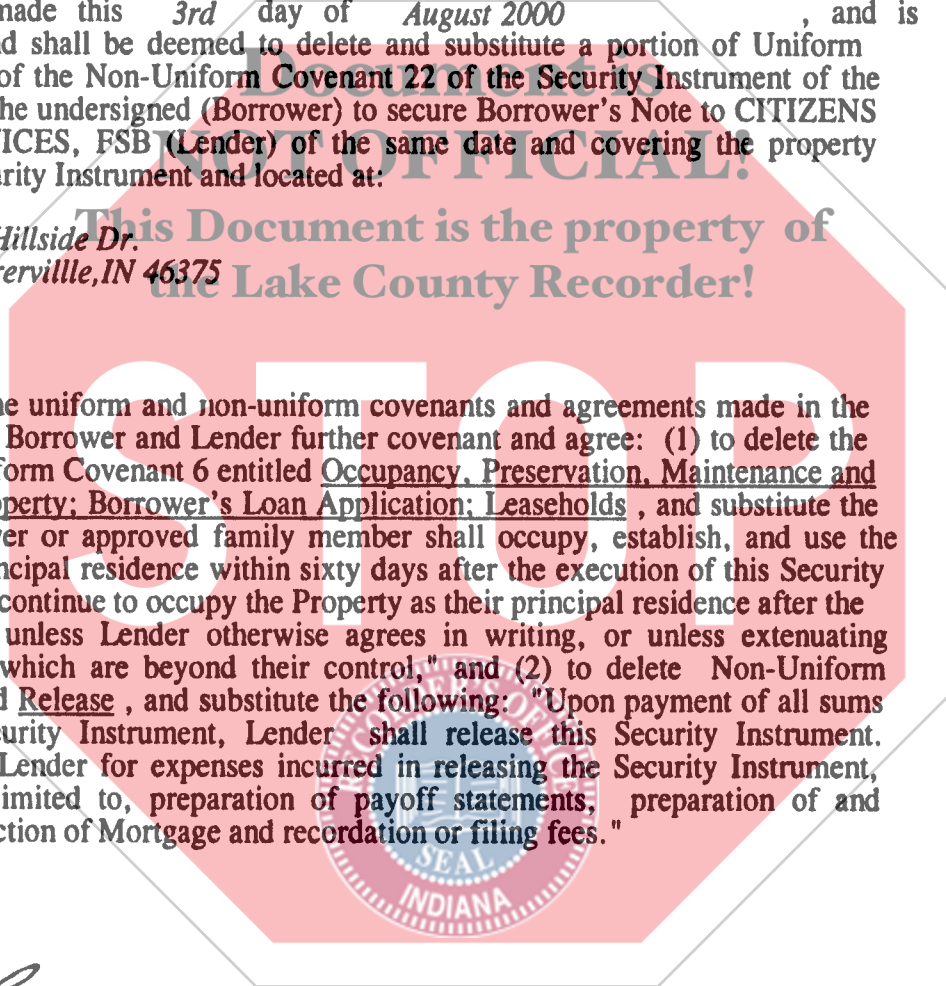 made this 3rd day of August 2000 , and is
d shall be deemed to delete and substitute a portion of Uniform
of the Non-Uniform Covenant 22 of the Security Instrument of the
he undersigned (Borrower) to secure Borrower's Note to CITIZENS
ICES, FSB (Lender) of the same date and covering the property
rity Instrument and located at:
Hillside Dr.
ervillle,IN 46375
Document is
NOT OFFICIAL!
This Document is the property of
the Lake County Recorder!
STOP
ne uniform and non-uniform covenants and agreements made in the
Borrower and Lender further covenant and agree: (1) to delete the
form Covenant 6 entitled Occupancy, Preservation, Maintenance and
operty; Borrower's Loan Application; Leaseholds , and substitute the
er or approved family member shall occupy, establish, and use the
ncipal residence within sixty days after the execution of this Security
continue to occupy the Property as their principal residence after the
unless Lender otherwise agrees in writing, or unless extenuating
which are beyond their control," and (2) to delete Non-Uniform
d Release , and substitute the following: "Upon payment of all sums
curity Instrument, Lender shall release this Security Instrument.
Lender for expenses incurred in releasing the Security Instrument,
imited to, preparation of payoff statements, preparation of and
ction of Mortgage and recordation or filing fees."
RECORDER'S OFFICE
SEAL
INDIANA